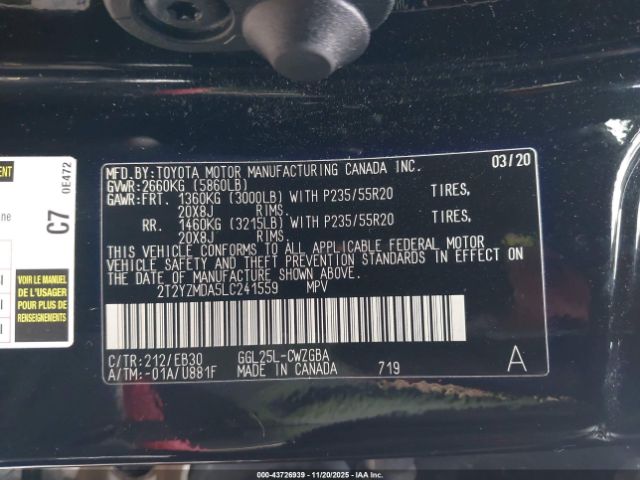 MFD.BY:TOYOTA MOTOR MANUFACTURING CANADA INC. 03/20
GVWR:2660KG (5860LB)
GAWR:FRT. 1360KG (3000LB) WITH P235/55R20 TIRES,
20X8J RIMS.
RR. 1460KG (3215LB) WITH P235/55R20 TIRES,
20X8J RIMS.
THIS VEHICLE CONFORMS TO ALL APPLICABLE FEDERAL MOTOR
VEHICLE SAFETY AND THEFT PREVENTION STANDARDS IN EFFECT
ON THE DATE OF MANUFACTURE SHOWN ABOVE.
2T2YZMDA5LC241559 MPV
C/TR:212/EB30 GGL25L-CWZGBA
A/TM:-01A/U881F MADE IN CANADA 719 A
C7
0E472
VOIR LE MANUEL
DE L'USAGER
POUR PLUS DE
RENSEIGNEMENTS
000-43726939 - 11/20/2025 - IAAI.COM